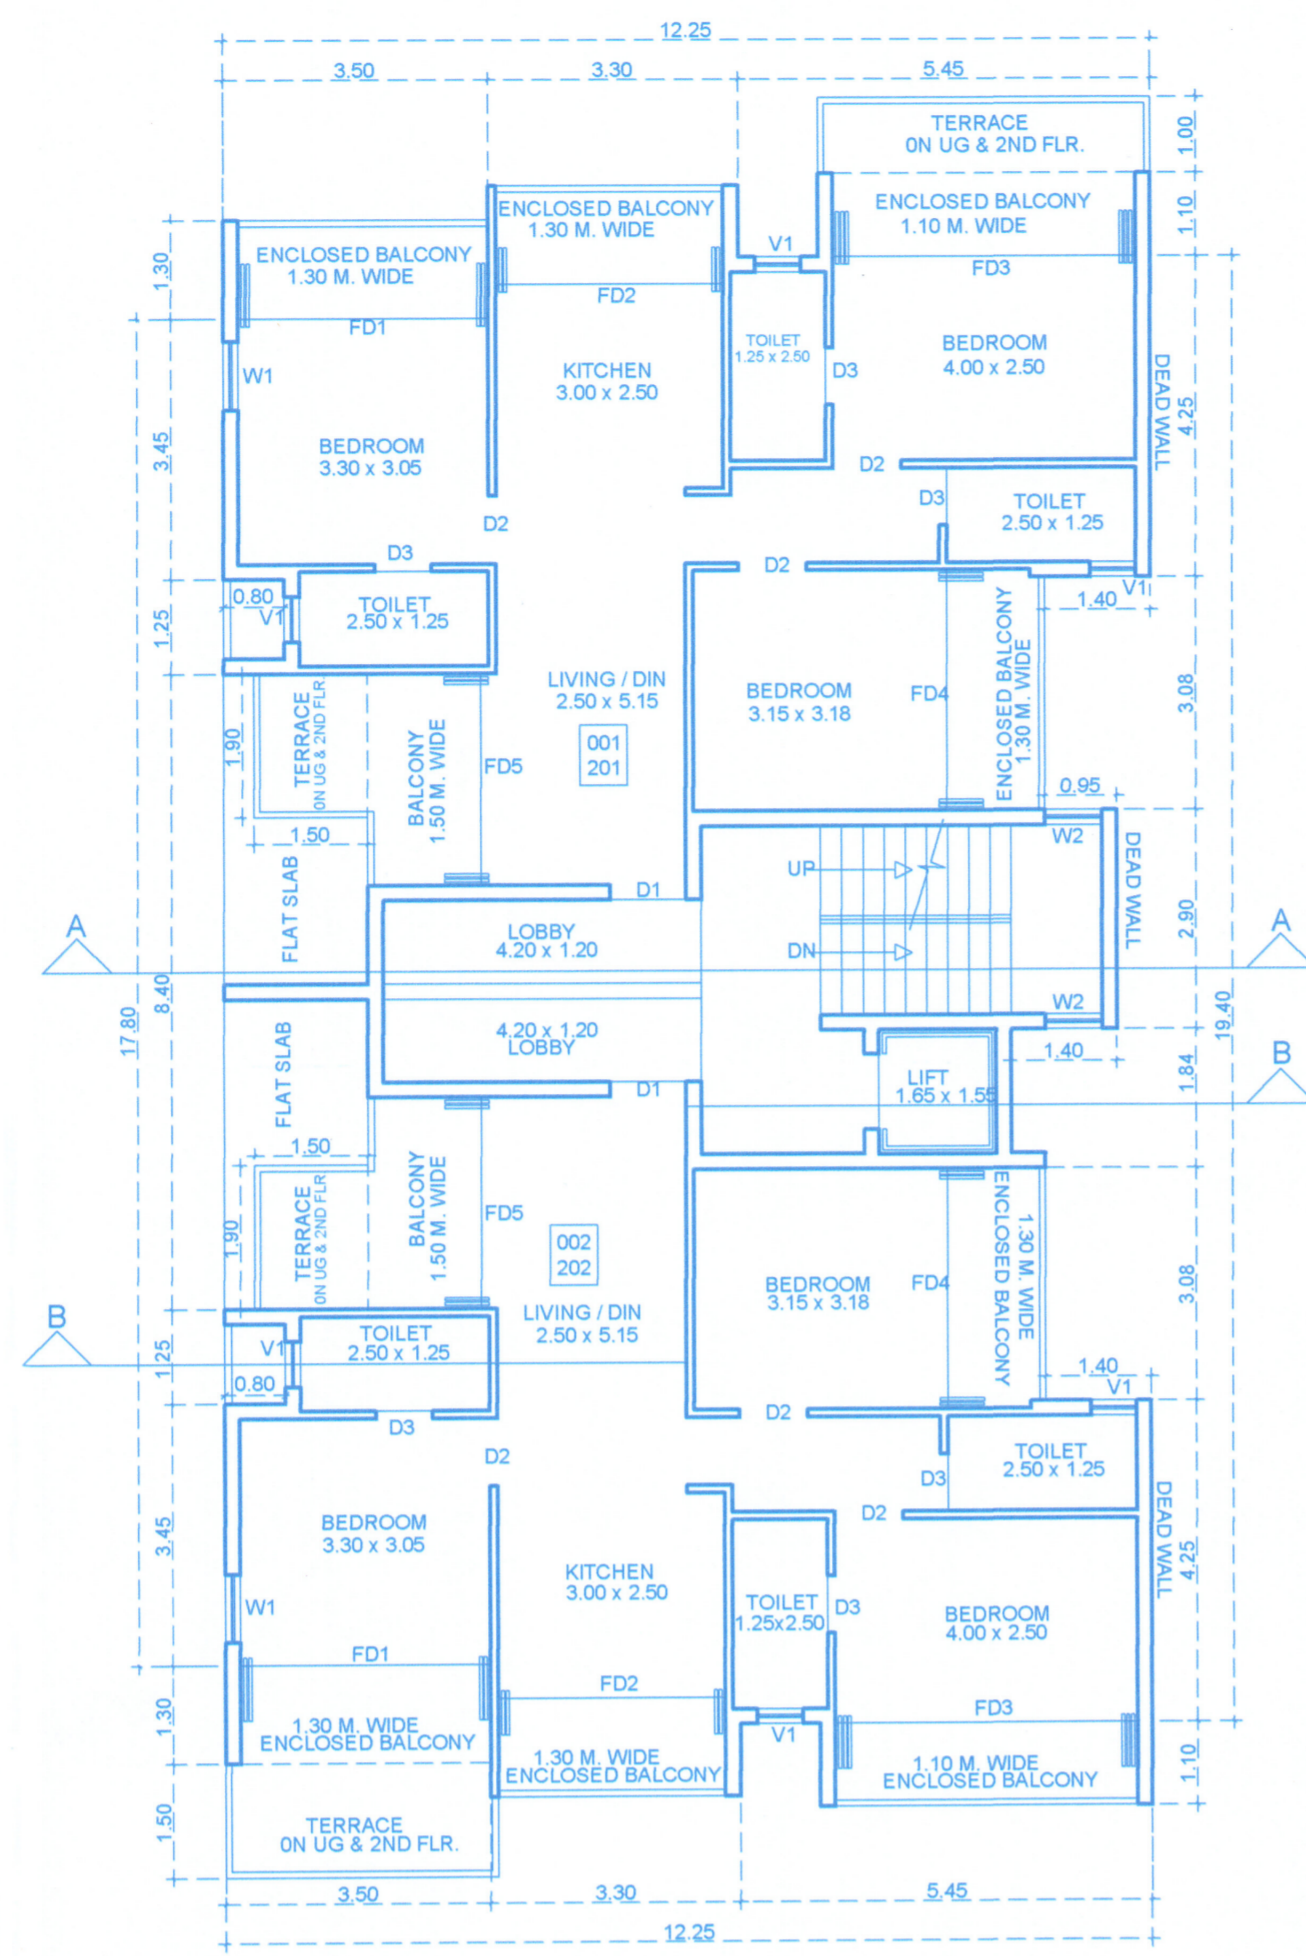 12.25
3.50 3.30 5.45
TERRACE
0N UG & 2ND FLR.
1.00
ENCLOSED BALCONY
1.10 M. WIDE
1.10
ENCLOSED BALCONY
1.30 M. WIDE
V1
ENCLOSED BALCONY
1.30 M. WIDE
1.30
FD3
FD2
FD1
TOILET
1.25 x 2.50
BEDROOM
4.00 x 2.50
D3
KITCHEN
3.00 x 2.50
W1
DEAD WALL
4.25
BEDROOM
3.30 x 3.05
3.45
D2
D3
TOILET
2.50 x 1.25
D2
D3
D2
V1
0.80
V1
TOILET
2.50 x 1.25
1.25
1.40
ENCLOSED BALCONY
1.30 M. WIDE
LIVING / DIN
2.50 x 5.15
BEDROOM
3.15 x 3.18
FD4
3.08
001
201
TERRACE
0N UG & 2ND FLR.
1.90
BALCONY
1.50 M. WIDE
FD5
0.95
1.50
W2
UP
DEAD WALL
FLAT SLAB
D1
2.90
A
LOBBY
4.20 x 1.20
DN
A
8.40
17.80
W2
19.40
4.20 x 1.20
LOBBY
FLAT SLAB
1.40
1.84
B
LIFT
1.65 x 1.55
D1
1.50
TERRACE
0N UG & 2ND FLR
1.90
BALCONY
1.50 M. WIDE
FD5
002
202
ENCLOSED BALCONY
1.30 M. WIDE
BEDROOM
3.15 x 3.18
FD4
3.08
B
LIVING / DIN
2.50 x 5.15
V1
TOILET
2.50 x 1.25
1.25
0.80
1.40
V1
D3
D2
D2
TOILET
2.50 x 1.25
D3
D2
DEAD WALL
4.25
BEDROOM
3.30 x 3.05
3.45
KITCHEN
3.00 x 2.50
W1
TOILET
1.25x2.50
D3
BEDROOM
4.00 x 2.50
FD1
FD2
FD3
1.30
1.30 M. WIDE
ENCLOSED BALCONY
V1
1.30 M. WIDE
ENCLOSED BALCONY
1.10 M. WIDE
ENCLOSED BALCONY
1.10
1.50
TERRACE
0N UG & 2ND FLR.
3.50 3.30 5.45
12.25